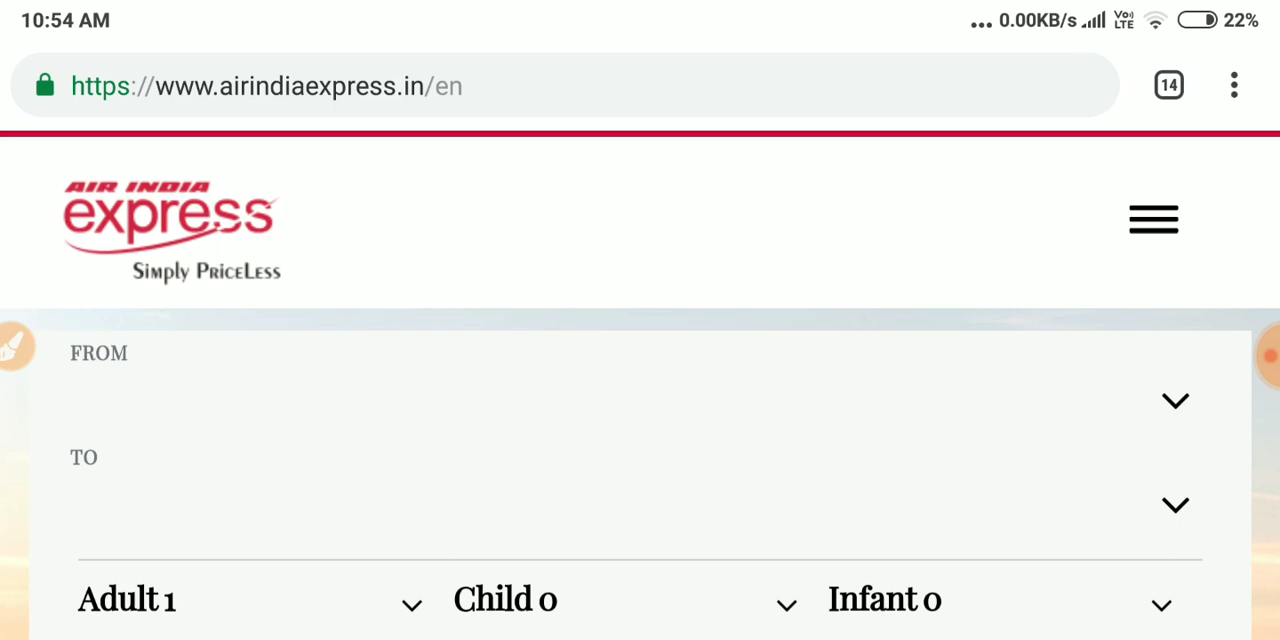 10:54 AM
... 0.00KB/s Vo) LTE 22%
https://www.airindiaexpress.in/en
14
AIR INDIA
express
Simply PriceLess
FROM
TO
Adult 1 Child 0 Infant 0